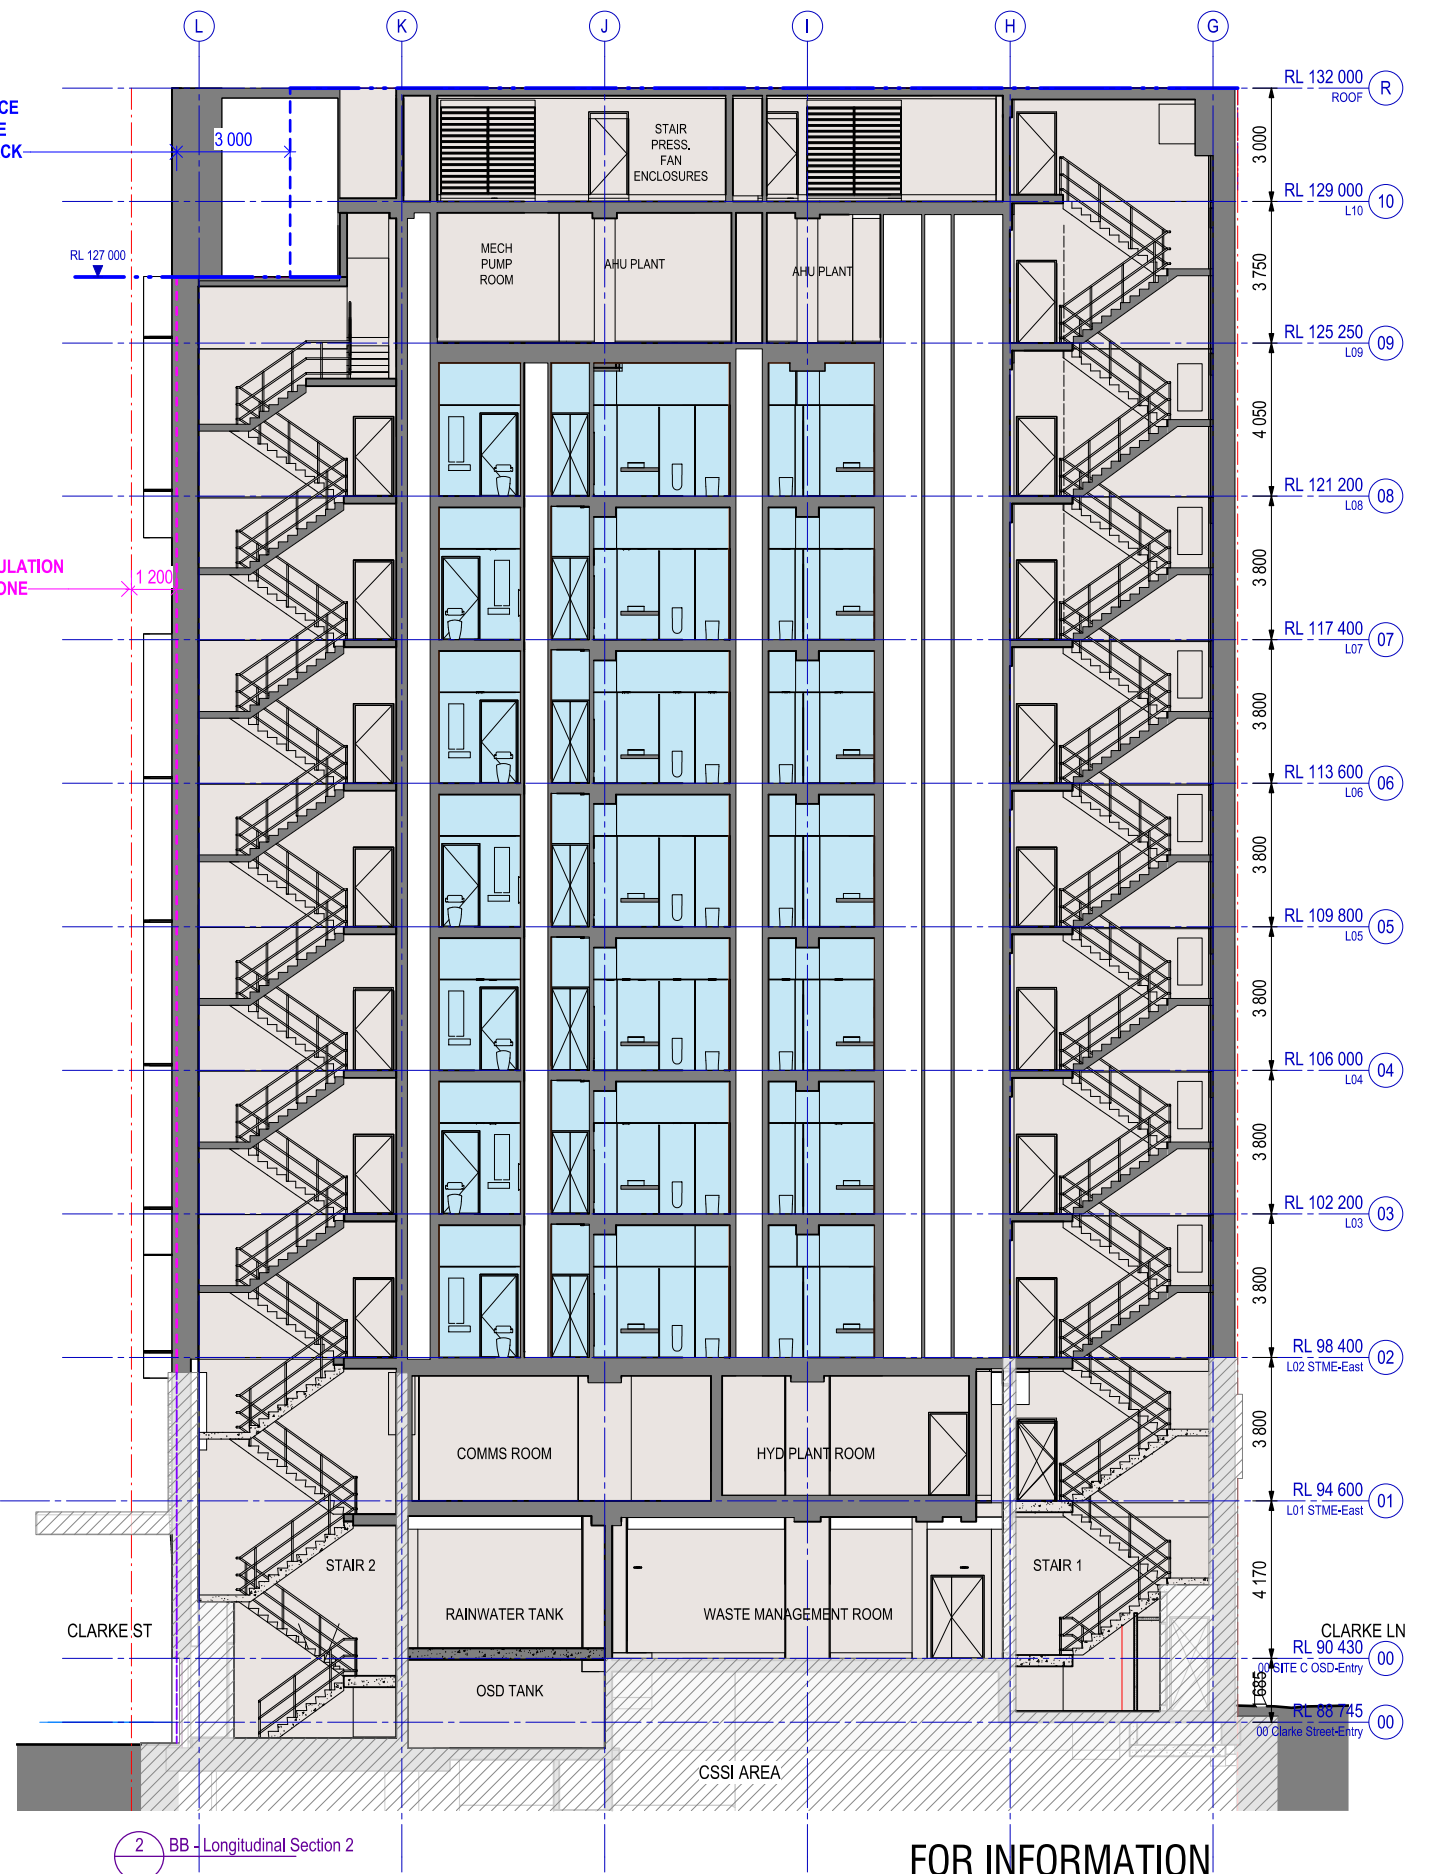 L
K
J
I
H
G
RL 132 000
ROOF
R
CE
E
CK
3 000
STAIR
PRESS.
FAN
ENCLOSURES
3 000
RL 129 000
L10
10
RL 127 000
MECH
PUMP
ROOM
AHU PLANT
AHU PLANT
3 750
RL 125 250
L09
09
4 050
RL 121 200
L08
08
ULATION
ONE
1 200
3 800
RL 117 400
L07
07
3 800
RL 113 600
L06
06
3 800
RL 109 800
L05
05
3 800
RL 106 000
L04
04
3 800
RL 102 200
L03
03
3 800
RL 98 400
L02 STME-East
02
COMMS ROOM
HYD PLANT ROOM
3 800
RL 94 600
L01 STME-East
01
STAIR 2
STAIR 1
4 170
RAINWATER TANK
WASTE MANAGEMENT ROOM
CLARKE ST
CLARKE LN
RL 90 430
00 SITE C OSD-Entry
00
OSD TANK
RL 88 745
00 Clarke Street-Entry
00
CSSI AREA
2
BB - Longitudinal Section 2
FOR INFORMATION